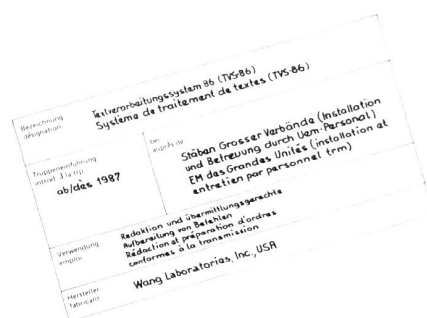 Bezeichnung
désignation
Textverarbeitungssystem 86 (TVS-86)
Système de traitement de textes (TVS-86)
Truppeneinführung
introd. à la trp
ab/dès 1987
bei
auprès de
Stäben Grosser Verbände (Installation
und Betreuung durch Uem-Personal)
EM des Grandes Unités (installation et
entretien par personnel trm)
Verwendung
emploi
Redaktion und übermittlungsgerechte
Aufbereitung von Befehlen
Rédaction et préparation d'ordres
conformes à la transmission
Hersteller
fabricant
Wang Laboratories, Inc., USA